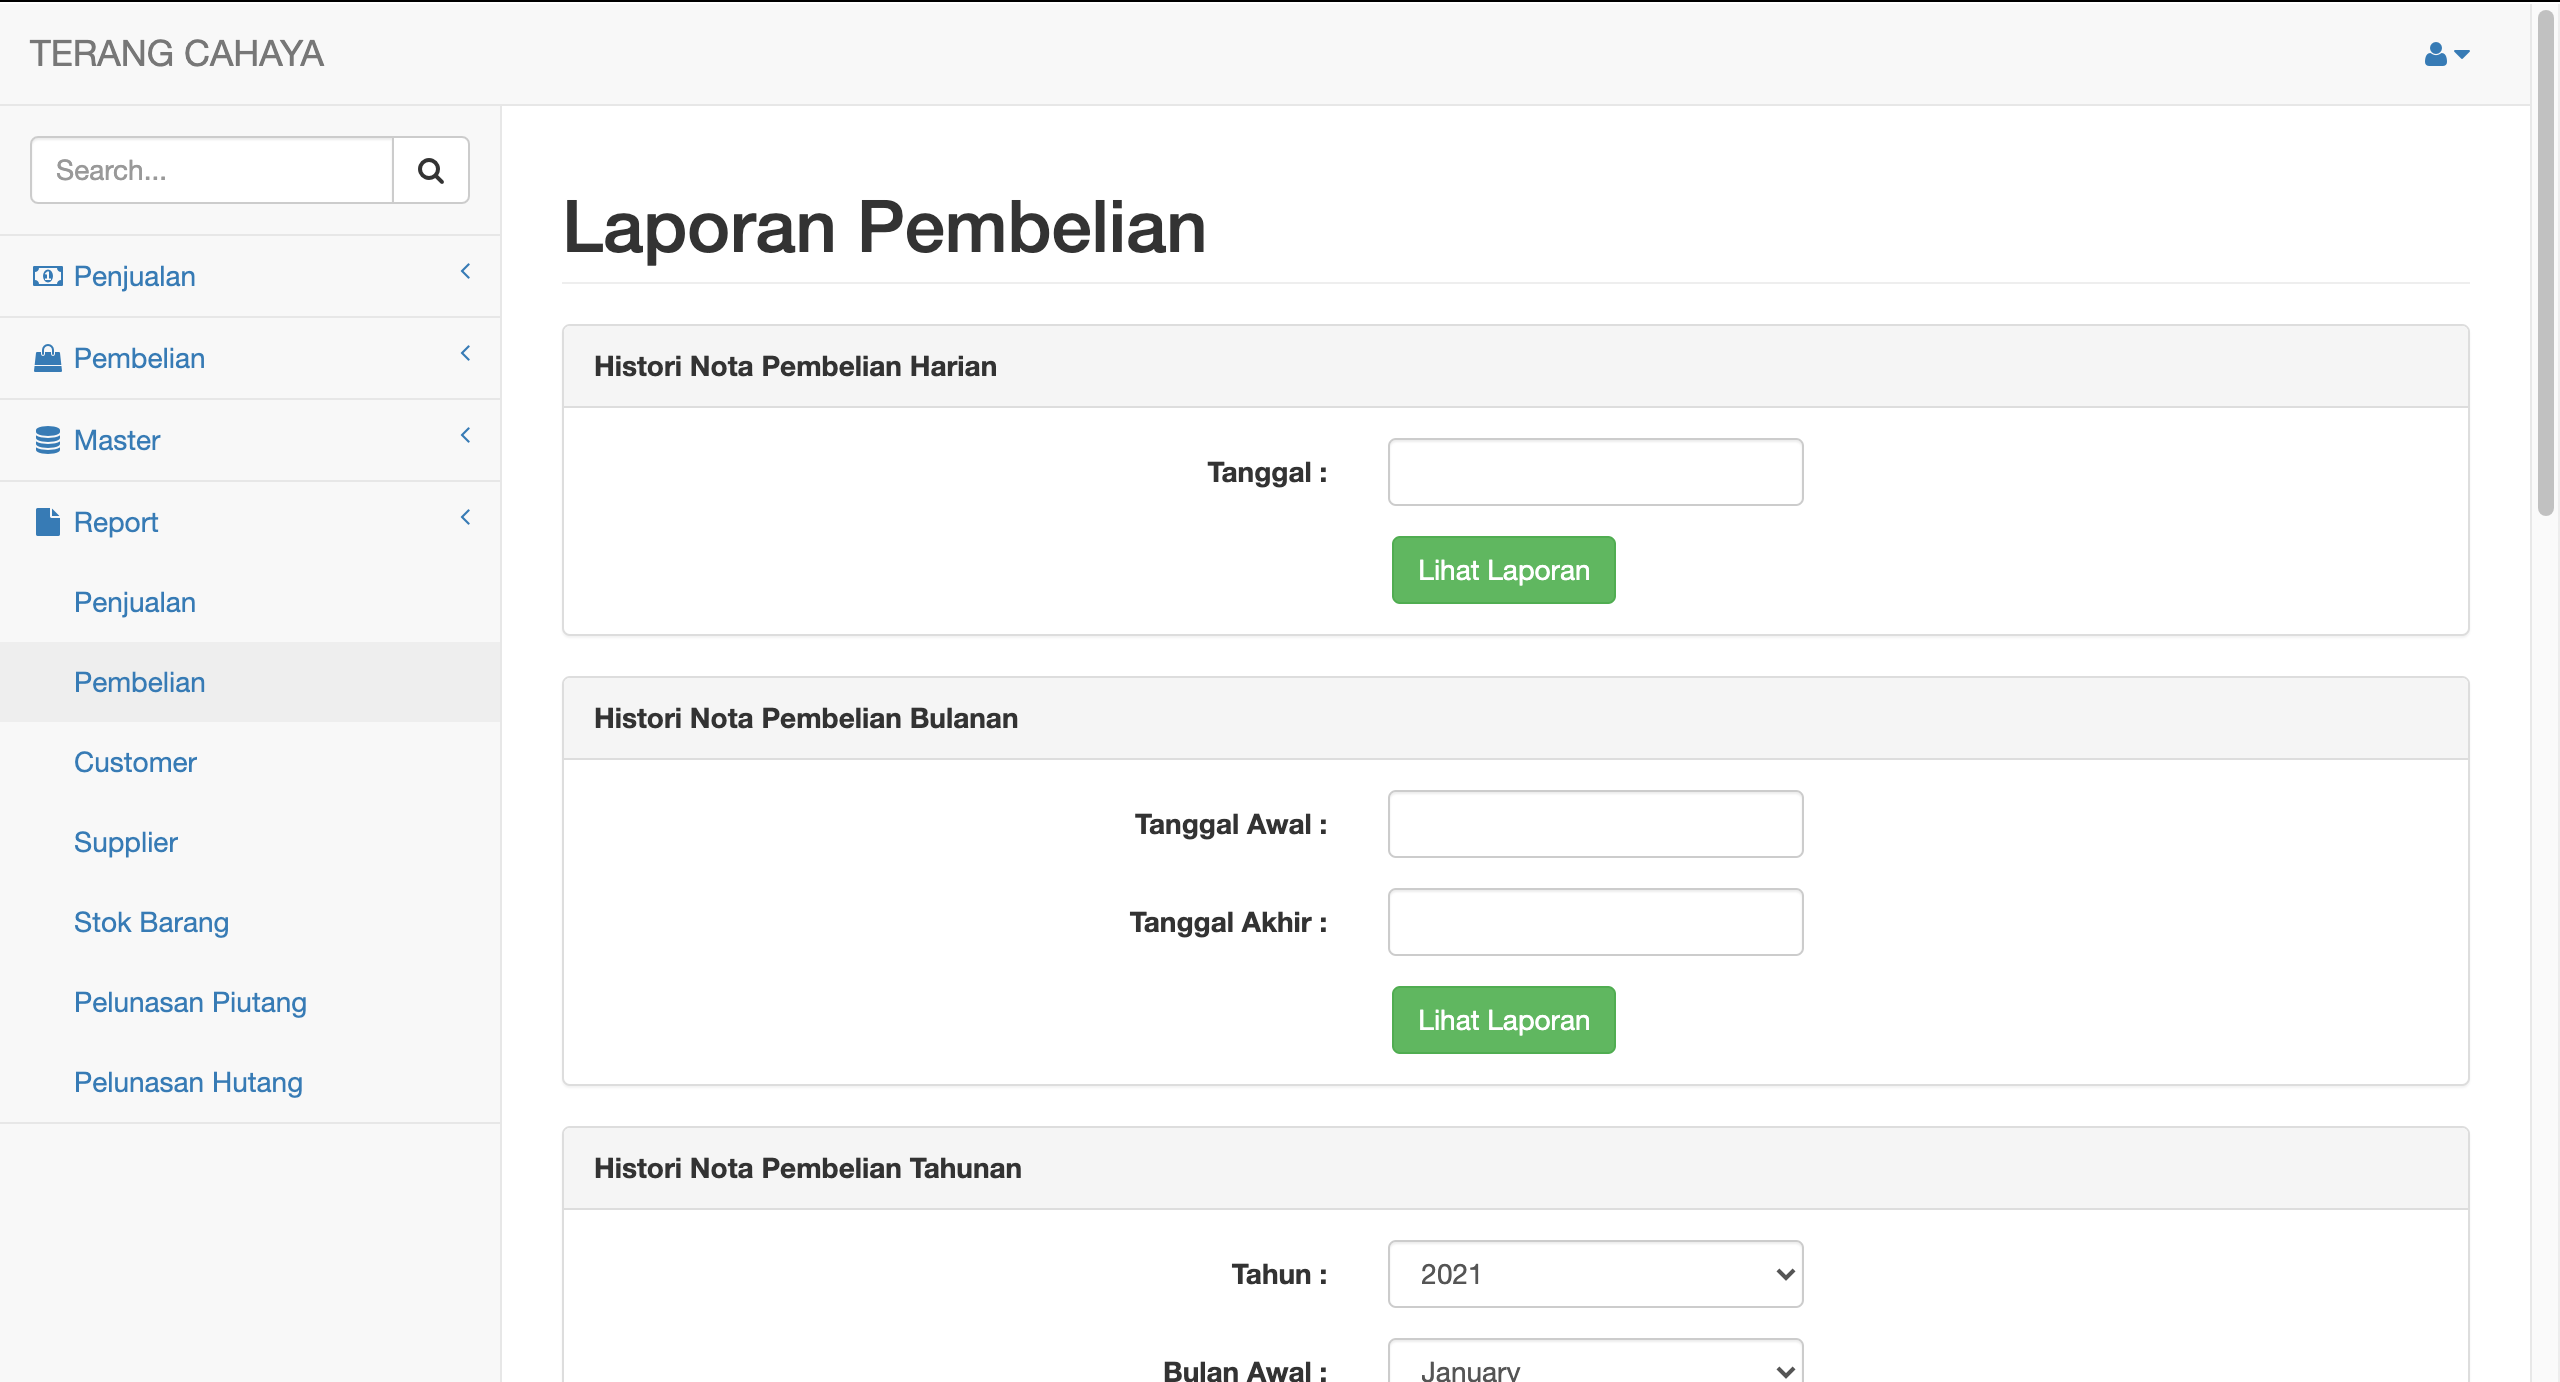 TERANG CAHAYA
Search...
Penjualan
Pembelian
Master
Report
Penjualan
Pembelian
Customer
Supplier
Stok Barang
Pelunasan Piutang
Pelunasan Hutang
Laporan Pembelian
Histori Nota Pembelian Harian
Tanggal :
Lihat Laporan
Histori Nota Pembelian Bulanan
Tanggal Awal :
Tanggal Akhir :
Lihat Laporan
Histori Nota Pembelian Tahunan
Tahun : 2021
Bulan Awal : January